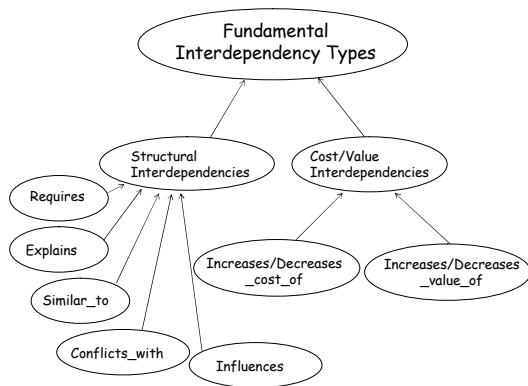 Fundamental
Interdependency Types
Structural
Interdependencies
Cost/Value
Interdependencies
Requires
Explains
Similar_to
Conflicts_with
Influences
Increases/Decreases
_cost_of
Increases/Decreases
_value_of